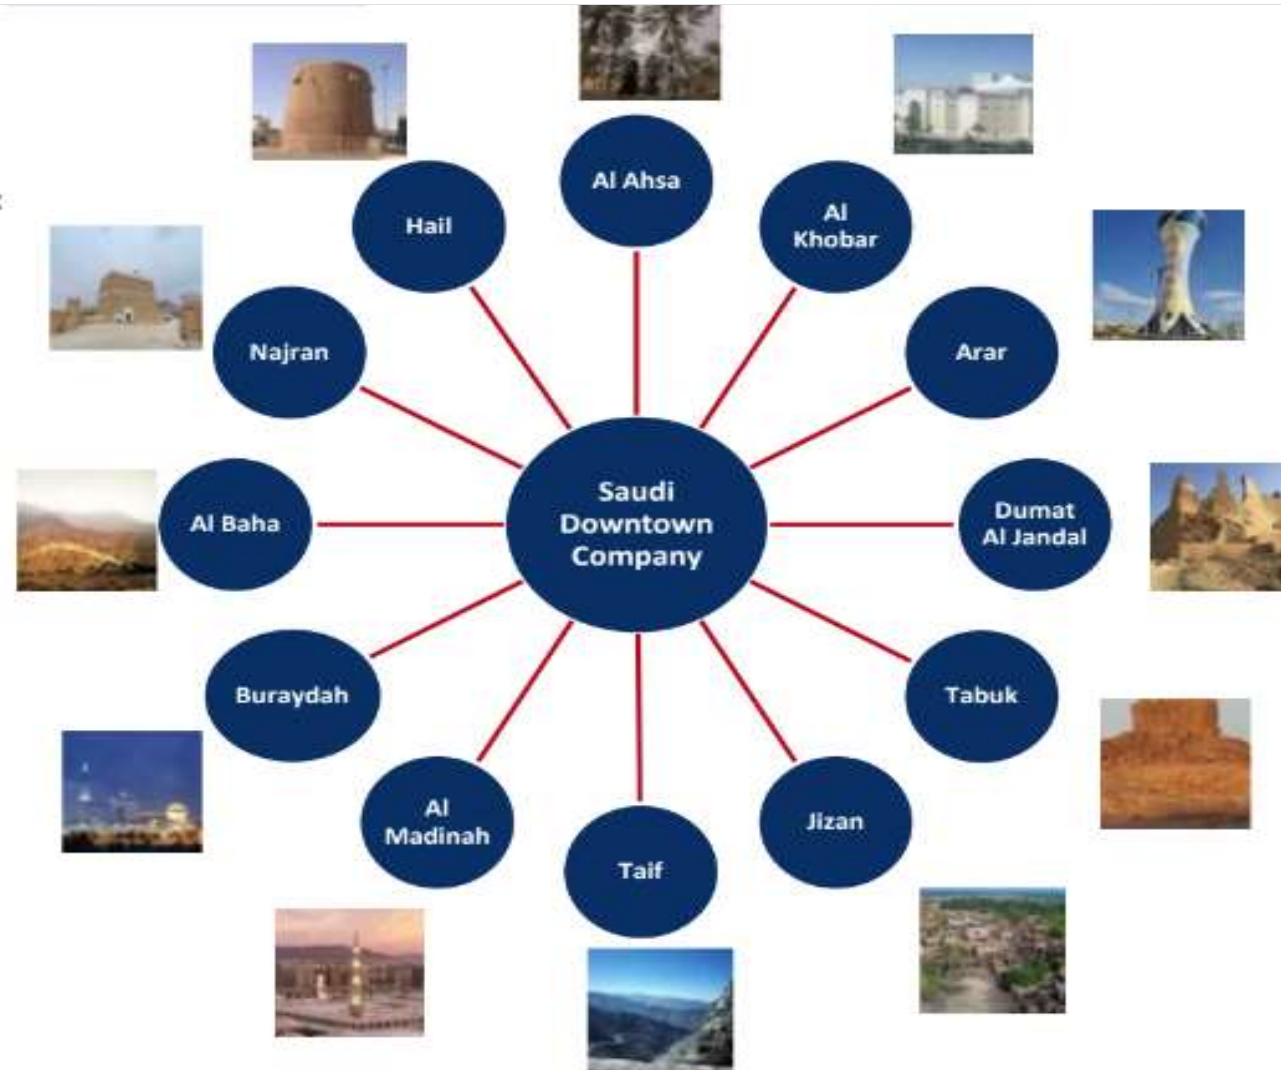 Al Ahsa
Al
Khobar
Arar
Dumat
Al Jandal
Tabuk
Jizan
Taif
Al
Madinah
Buraydah
Al Baha
Najran
Hail
Saudi
Downtown
Company